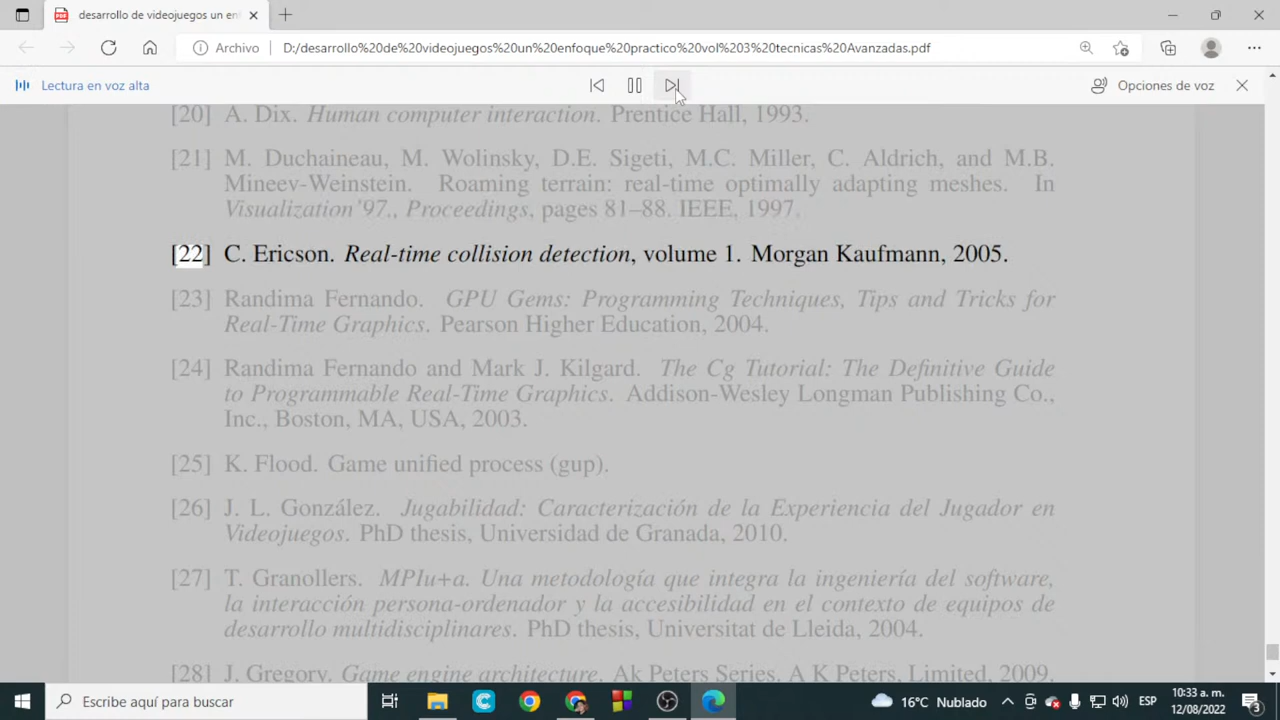 desarrollo de videojuegos un en
Archivo
D:/desarrollo%20de%20videojuegos%20un%20enfoque%20practico%20vol%203%20tecnicas%20Avanzadas.pdf
Lectura en voz alta
Opciones de voz
[20] A. Dix. Human computer interaction. Prentice Hall, 1993.
[21] M. Duchaineau, M. Wolinsky, D.E. Sigeti, M.C. Miller, C. Aldrich, and M.B.
Mineev-Weinstein. Roaming terrain: real-time optimally adapting meshes. In
Visualization'97., Proceedings, pages 81–88. IEEE, 1997.
[22] C. Ericson. Real-time collision detection, volume 1. Morgan Kaufmann, 2005.
[23] Randima Fernando. GPU Gems: Programming Techniques, Tips and Tricks for
Real-Time Graphics. Pearson Higher Education, 2004.
[24] Randima Fernando and Mark J. Kilgard. The Cg Tutorial: The Definitive Guide
to Programmable Real-Time Graphics. Addison-Wesley Longman Publishing Co.,
Inc., Boston, MA, USA, 2003.
[25] K. Flood. Game unified process (gup).
[26] J. L. González. Jugabilidad: Caracterización de la Experiencia del Jugador en
Videojuegos. PhD thesis, Universidad de Granada, 2010.
[27] T. Granollers. MPIu+a. Una metodología que integra la ingeniería del software,
la interacción persona-ordenador y la accesibilidad en el contexto de equipos de
desarrollo multidisciplinares. PhD thesis, Universitat de Lleida, 2004.
[28] J. Gregory. Game engine architecture. Ak Peters Series. A K Peters, Limited, 2009.
Escribe aquí para buscar
16°C Nublado
ESP
10:33 a. m.
12/08/2022
3